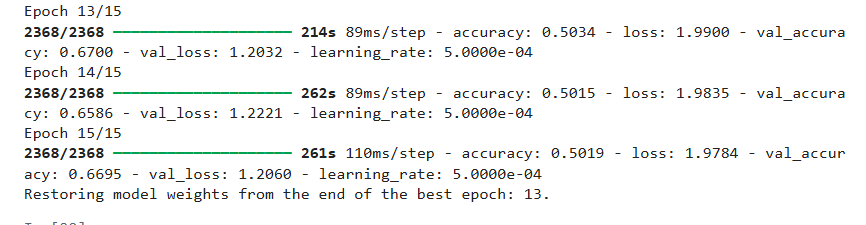 Epoch 13/15
2368/2368 ━━━━━━━━━━━━━━━━━━━━ 214s 89ms/step - accuracy: 0.5034 - loss: 1.9900 - val_accura
cy: 0.6700 - val_loss: 1.2032 - learning_rate: 5.0000e-04
Epoch 14/15
2368/2368 ━━━━━━━━━━━━━━━━━━━━ 262s 89ms/step - accuracy: 0.5015 - loss: 1.9835 - val_accura
cy: 0.6586 - val_loss: 1.2221 - learning_rate: 5.0000e-04
Epoch 15/15
2368/2368 ━━━━━━━━━━━━━━━━━━━━ 261s 110ms/step - accuracy: 0.5019 - loss: 1.9784 - val_accur
acy: 0.6695 - val_loss: 1.2060 - learning_rate: 5.0000e-04
Restoring model weights from the end of the best epoch: 13.